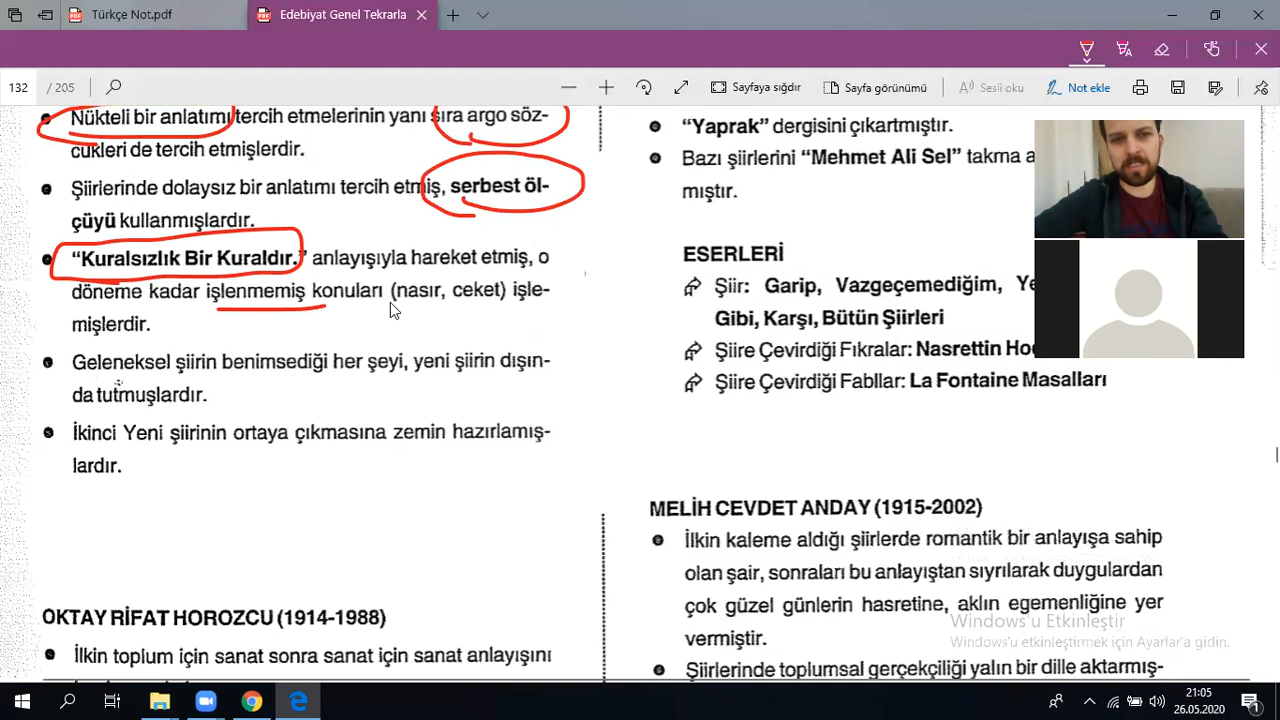 Türkçe Not.pdf
Edebiyat Genel Tekrarla
132 / 205
Sayfaya sığdır
Sayfa görünümü
Sesli oku
Not ekle
Nükteli bir anlatımı tercih etmelerinin yanı sıra argo söz-
cükleri de tercih etmişlerdir.
Şiirlerinde dolaysız bir anlatımı tercih etmiş, serbest öl-
çüyü kullanmışlardır.
“Kuralsızlık Bir Kuraldır.” anlayışıyla hareket etmiş, o
döneme kadar işlenmemiş konuları (nasır, ceket) işle-
mişlerdir.
Geleneksel şiirin benimsediği her şeyi, yeni şiirin dışın-
da tutmuşlardır.
İkinci Yeni şiirinin ortaya çıkmasına zemin hazırlamış-
lardır.
OKTAY RİFAT HOROZCU (1914-1988)
İlkin toplum için sanat sonra sanat için sanat anlayışını
“Yaprak” dergisini çıkartmıştır.
Bazı şiirlerini “Mehmet Ali Sel” takma a
mıştır.
ESERLERİ
Şiir: Garip, Vazgeçemediğim, Ye
Gibi, Karşı, Bütün Şiirleri
Şiire Çevirdiği Fıkralar: Nasrettin Hoc
Şiire Çevirdiği Fabllar: La Fontaine Masalları
MELİH CEVDET ANDAY (1915-2002)
İlkin kaleme aldığı şiirlerde romantik bir anlayışa sahip
olan şair, sonraları bu anlayıştan sıyrılarak duygulardan
çok güzel günlerin hasretine, aklın egemenliğine yer
vermiştir.
Şiirlerinde toplumsal gerçekçiliği yalın bir dille aktarmış-
Windows'u Etkinleştir
Windows'u etkinleştirmek için Ayarlar'a gidin.
21:05
26.05.2020
1